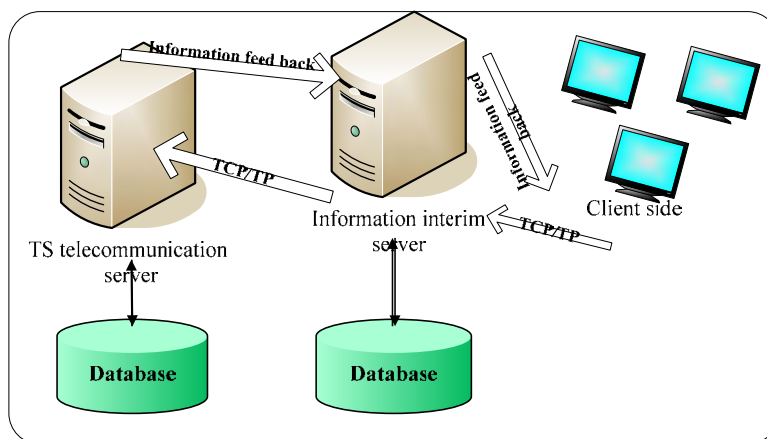 Information feed back
Information feed
back
TCP/TP
Client side
Information interim
server
TCP/TP
TS telecommunication
server
Database
Database